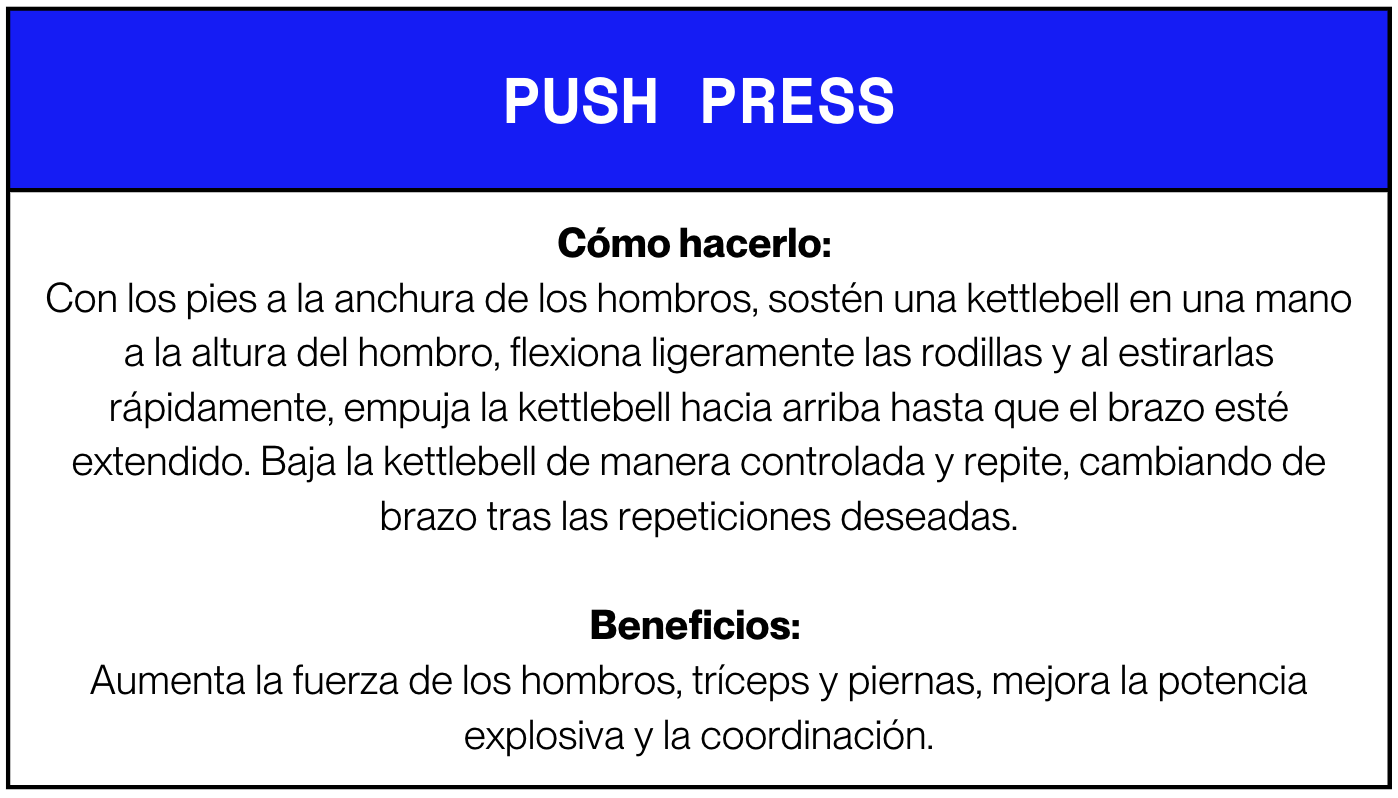 PUSH PRESS
Cómo hacerlo:
Con los pies a la anchura de los hombros, sostén una kettlebell en una mano
a la altura del hombro, flexiona ligeramente las rodillas y al estirarlas
rápidamente, empuja la kettlebell hacia arriba hasta que el brazo esté
extendido. Baja la kettlebell de manera controlada y repite, cambiando de
brazo tras las repeticiones deseadas.
Beneficios:
Aumenta la fuerza de los hombros, tríceps y piernas, mejora la potencia
explosiva y la coordinación.